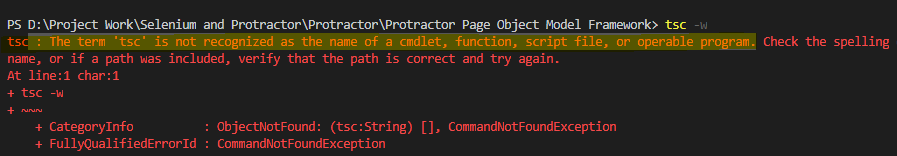 PS D:\Project Work\Selenium and Protractor\Protractor\Protractor Page Object Model Framework> tsc -w
tsc : The term 'tsc' is not recognized as the name of a cmdlet, function, script file, or operable program. Check the spelling
name, or if a path was included, verify that the path is correct and try again.
At line:1 char:1
+ tsc -w
+ ~~~
    + CategoryInfo          : ObjectNotFound: (tsc:String) [], CommandNotFoundException
    + FullyQualifiedErrorId : CommandNotFoundException